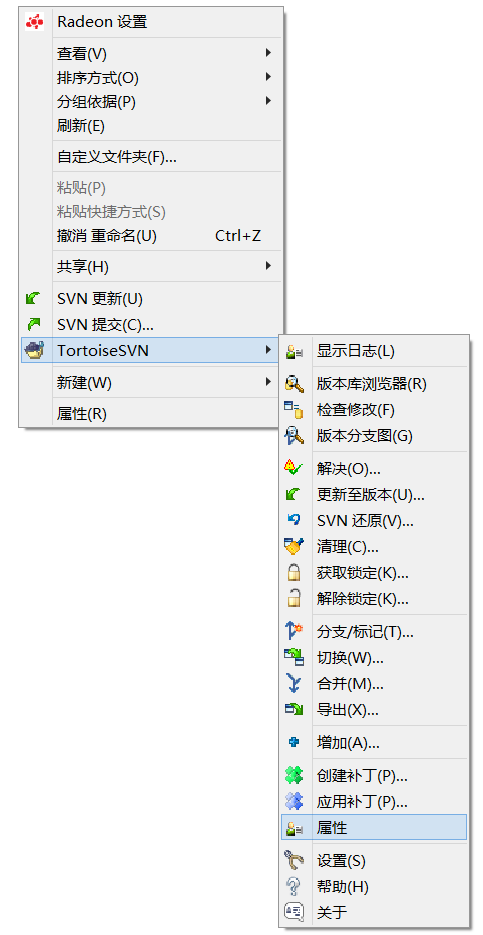 Radeon 设置
查看(V)
排序方式(O)
分组依据(P)
刷新(E)
自定义文件夹(F)...
粘贴(P)
粘贴快捷方式(S)
撤消 重命名(U) Ctrl+Z
共享(H)
SVN 更新(U)
SVN 提交(C)...
TortoiseSVN
新建(W)
属性(R)
显示日志(L)
版本库浏览器(R)
检查修改(F)
版本分支图(G)
解决(O)...
更新至版本(U)...
SVN 还原(V)...
清理(C)...
获取锁定(K)...
解除锁定(K)...
分支/标记(T)...
切换(W)...
合并(M)...
导出(X)...
增加(A)...
创建补丁(P)...
应用补丁(P)...
属性
设置(S)
帮助(H)
关于